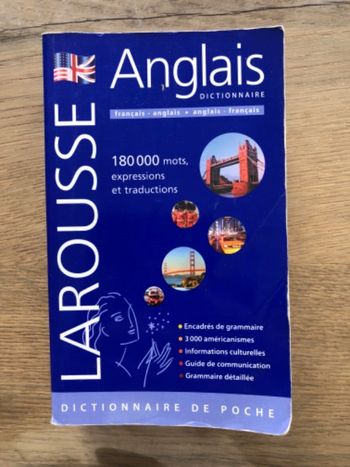 LAROUSSE
Anglais
DICTIONNAIRE
français - anglais • anglais - français
180 000 mots,
expressions
et traductions
• Encadrés de grammaire
• 3 000 américanismes
• Informations culturelles
• Guide de communication
• Grammaire détaillée
DICTIONNAIRE DE POCHE